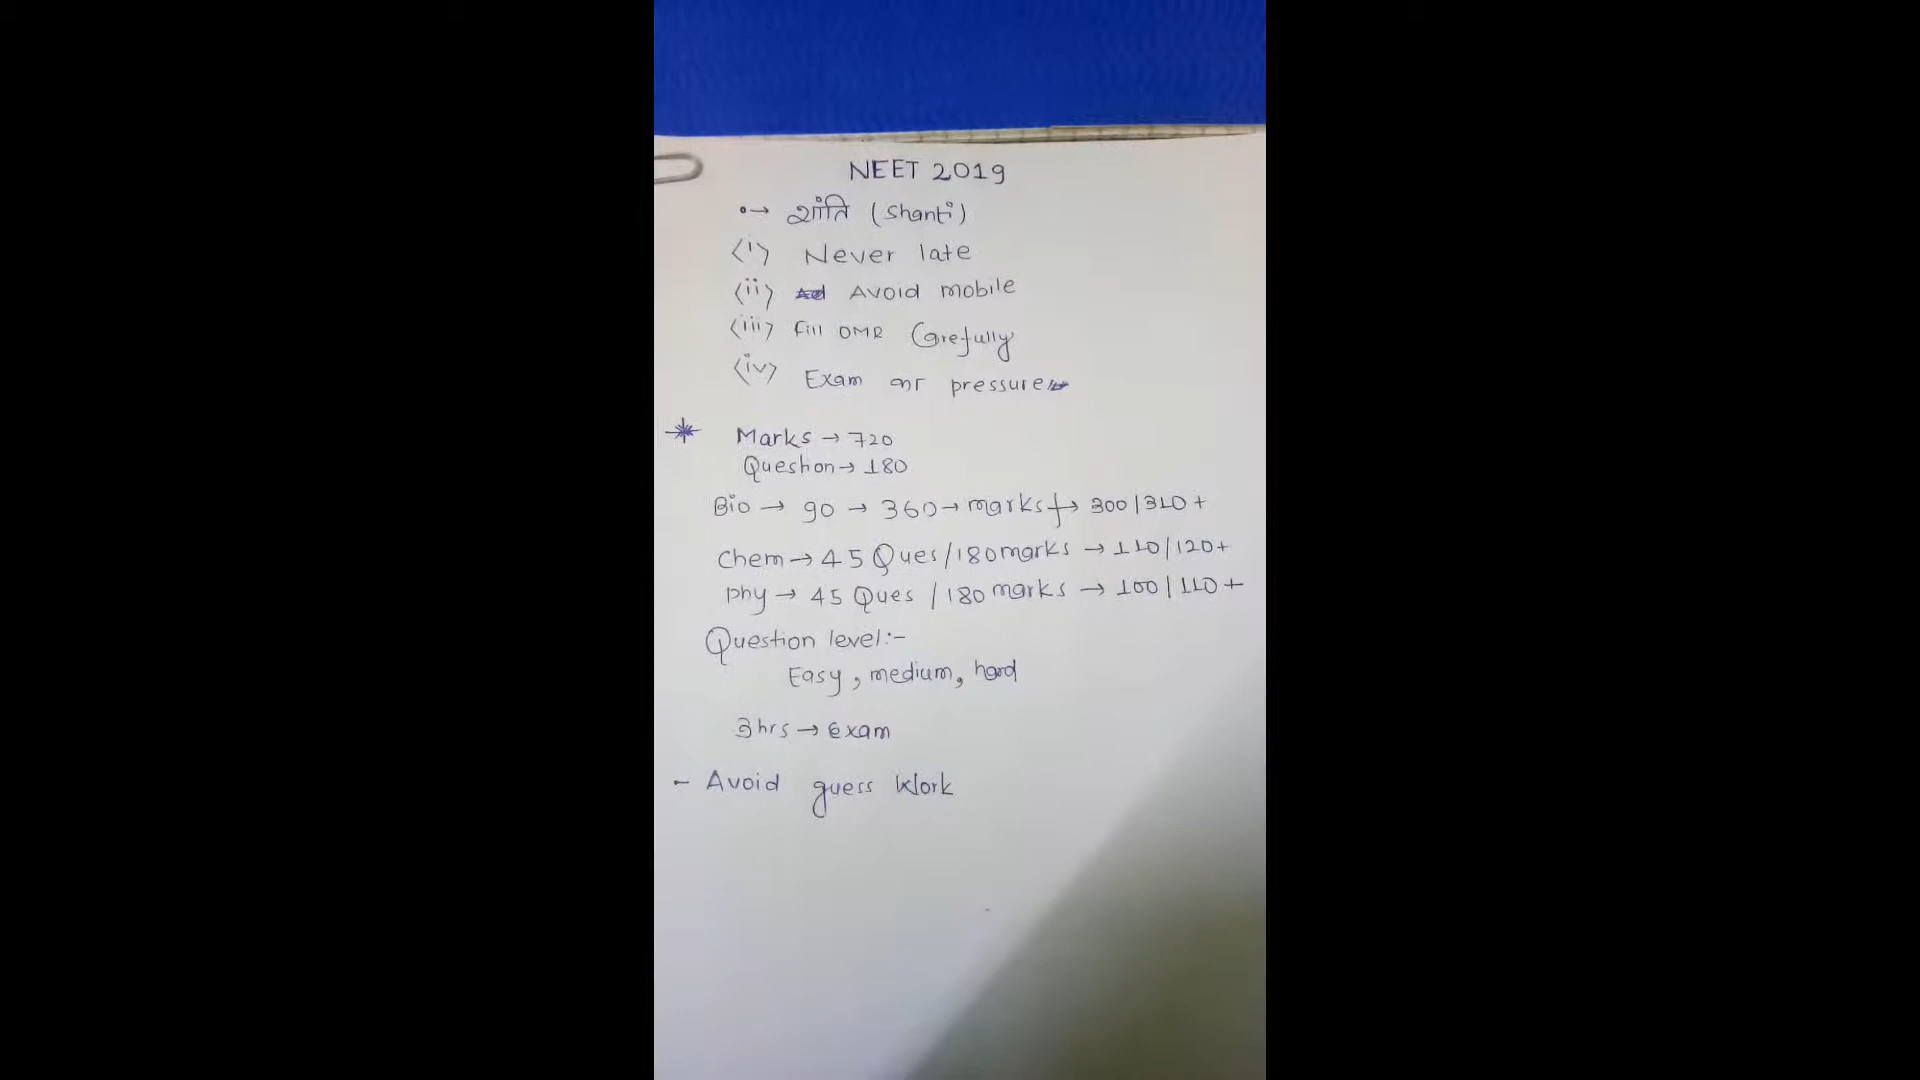 NEET 2019
•→ शांति (Shanti)
(i) Never late
(ii) Avoid mobile
(iii) Fill OMR Carefully
(iv) Exam pressure
* Marks → 720
Question → 180
Bio → 90 → 360 → marks → 300/310+
Chem → 45 Ques/180 marks → 110/120+
Phy → 45 Ques / 180 marks → 100/110+
Question level:-
Easy, medium, hard
3hrs → Exam
- Avoid guess Work